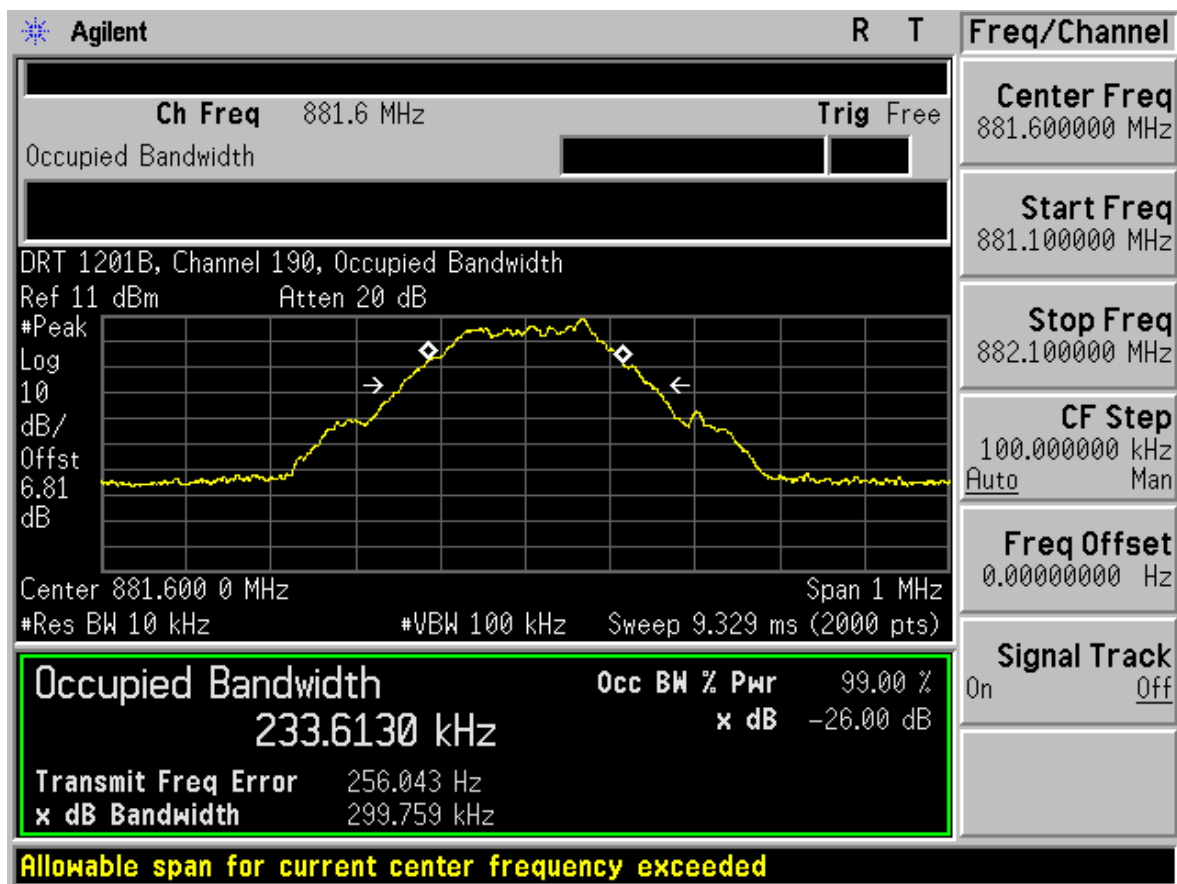 Agilent R T
Ch Freq 881.6 MHz Trig Free
Occupied Bandwidth
DRT 1201B, Channel 190, Occupied Bandwidth
Ref 11 dBm Atten 20 dB
#Peak
Log
10
dB/
Offst
6.81
dB
Center 881.600 0 MHz Span 1 MHz
#Res BW 10 kHz #VBW 100 kHz Sweep 9.329 ms (2000 pts)
Occupied Bandwidth Occ BW % Pwr 99.00 %
233.6130 kHz x dB -26.00 dB
Transmit Freq Error 256.043 Hz
x dB Bandwidth 299.759 kHz
Allowable span for current center frequency exceeded
Freq/Channel
Center Freq
881.600000 MHz
Start Freq
881.100000 MHz
Stop Freq
882.100000 MHz
CF Step
100.000000 kHz
Auto Man
Freq Offset
0.00000000 Hz
Signal Track
On Off